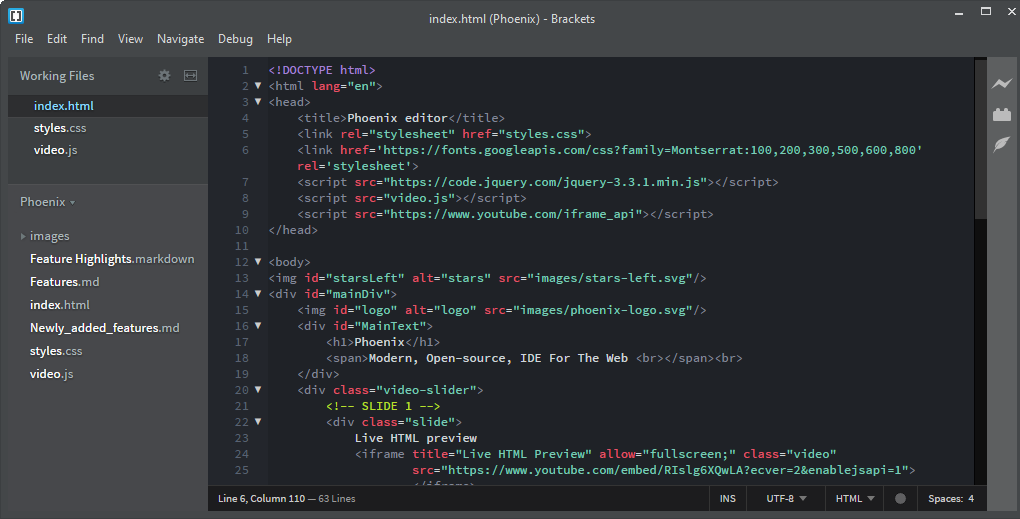 index.html (Phoenix) - Brackets
File Edit Find View Navigate Debug Help
Working Files
index.html
styles.css
video.js
Phoenix
images
Feature Highlights.markdown
Features.md
index.html
Newly_added_features.md
styles.css
video.js
1 <!DOCTYPE html>
2 <html lang="en">
3 <head>
4 <title>Phoenix editor</title>
5 <link rel="stylesheet" href="styles.css">
6 <link href='https://fonts.googleapis.com/css?family=Montserrat:100,200,300,500,600,800'
rel='stylesheet'>
7 <script src="https://code.jquery.com/jquery-3.3.1.min.js"></script>
8 <script src="video.js"></script>
9 <script src="https://www.youtube.com/iframe_api"></script>
10 </head>
11
12 <body>
13 <img id="starsLeft" alt="stars" src="images/stars-left.svg"/>
14 <div id="mainDiv">
15 <img id="logo" alt="logo" src="images/phoenix-logo.svg"/>
16 <div id="MainText">
17 <h1>Phoenix</h1>
18 <span>Modern, Open-source, IDE For The Web <br></span><br>
19 </div>
20 <div class="video-slider">
21 <!-- SLIDE 1 -->
22 <div class="slide">
23 Live HTML preview
24 <iframe title="Live HTML Preview" allow="fullscreen;" class="video"
25 src="https://www.youtube.com/embed/RIslg6XQwLA?ecver=2&enablejsapi=1">
</iframe>
Line 6, Column 110 — 63 Lines
INS UTF-8 HTML Spaces: 4